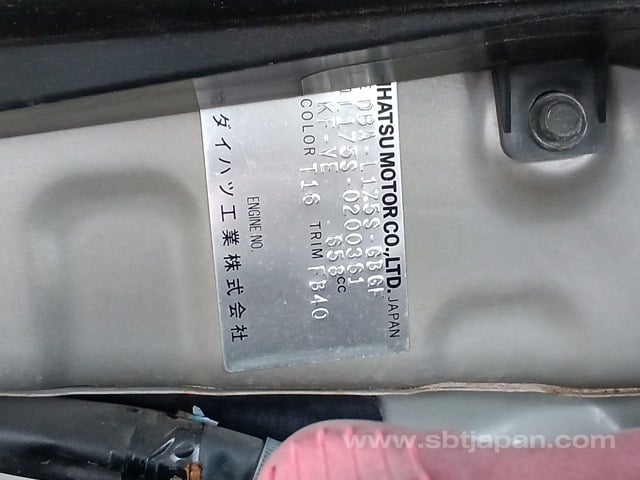 HATSU MOTOR CO., LTD. JAPAN
DBA-L175S-GBGF
L175S-0200361
KF-VE 658cc
COLOR T16 TRIM FB40
ENGINE NO.
ダイハツ工業株式会社
www.sbtjapan.com